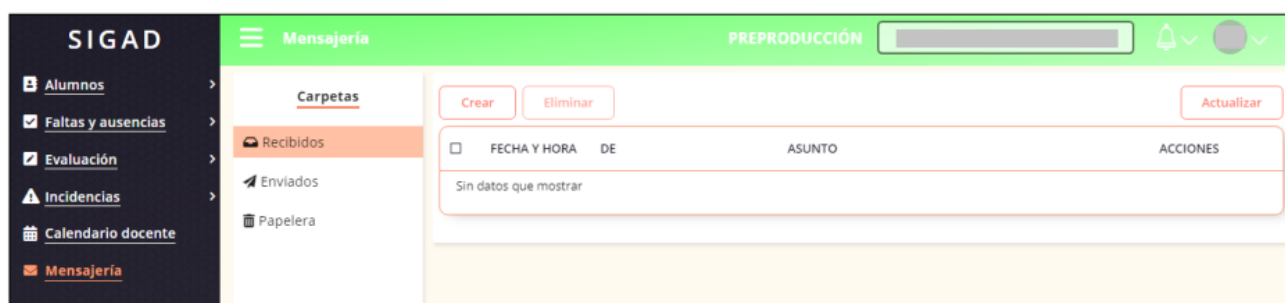 SIGAD
Mensajería
PREPRODUCCIÓN
Alumnos
Faltas y ausencias
Evaluación
Incidencias
Calendario docente
Mensajería
Carpetas
Recibidos
Enviados
Papelera
Crear
Eliminar
Actualizar
FECHA Y HORA DE ASUNTO ACCIONES
Sin datos que mostrar